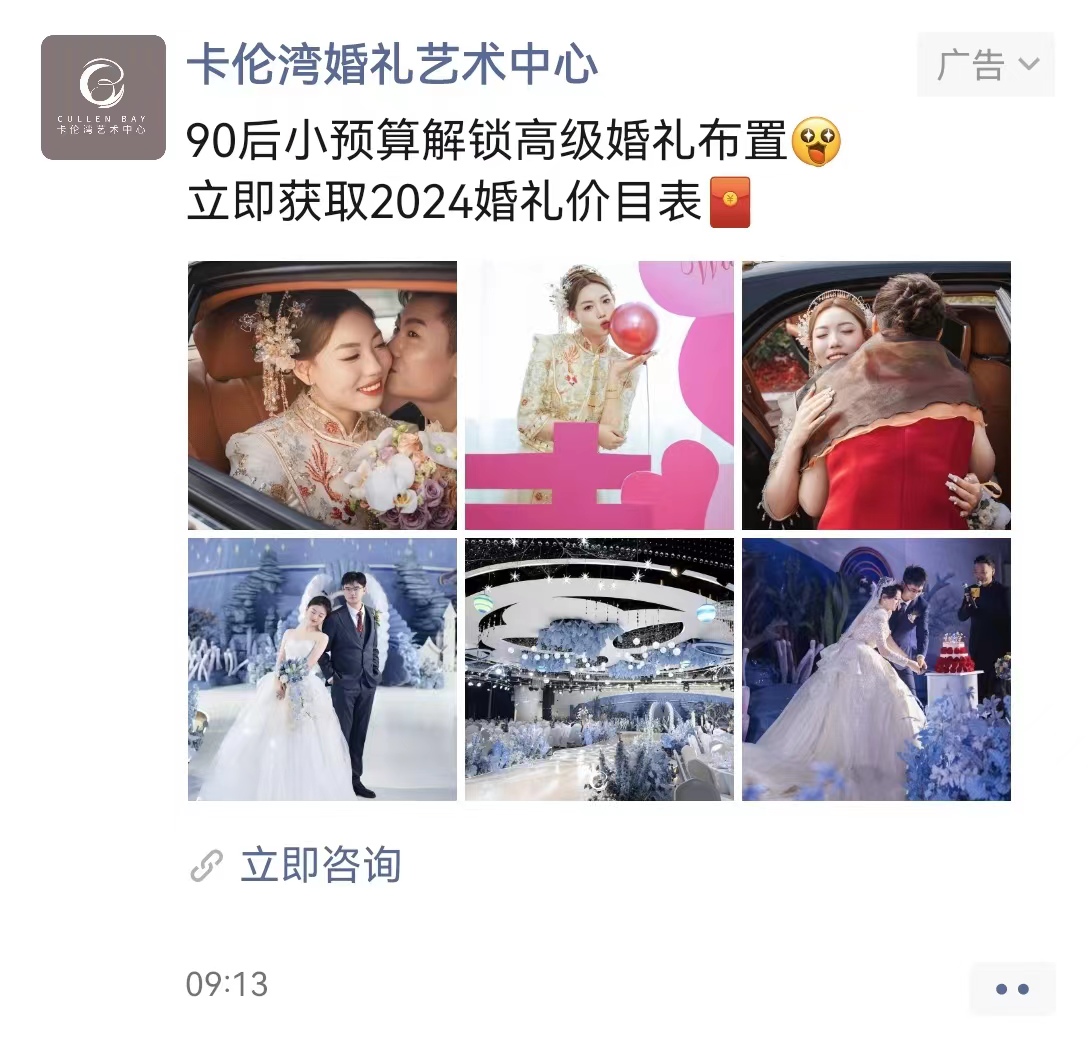 卡伦湾婚礼艺术中心
广告
CULLEN BAY
卡伦湾艺术中心
90后小预算解锁高级婚礼布置🤩
立即获取2024婚礼价目表🧧
立即咨询
09:13